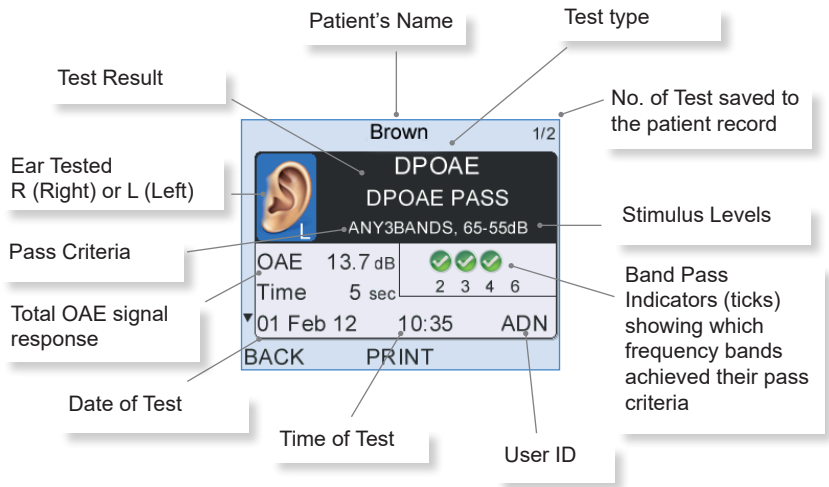 Patient's Name
Test type
Test Result
No. of Test saved to
the patient record
Ear Tested
R (Right) or L (Left)
Pass Criteria
Total OAE signal
response
Date of Test
Time of Test
User ID
Stimulus Levels
Band Pass
Indicators (ticks)
showing which
frequency bands
achieved their pass
criteria
Brown 1/2
DPOAE
DPOAE PASS
L
ANY3BANDS, 65-55dB
OAE 13.7 dB
Time 5 sec
2 3 4 6
01 Feb 12 10:35 ADN
BACK PRINT